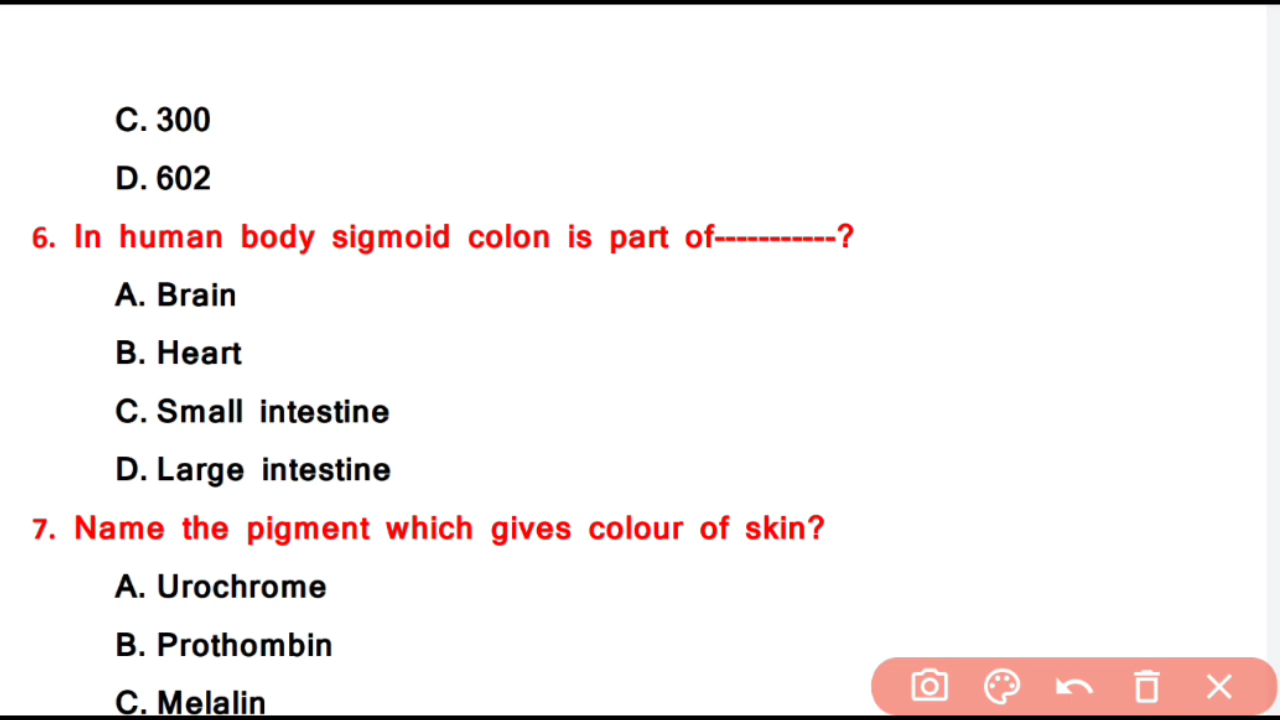 C. 300
D. 602
6. In human body sigmoid colon is part of-----------?
A. Brain
B. Heart
C. Small intestine
D. Large intestine
7. Name the pigment which gives colour of skin?
A. Urochrome
B. Prothombin
C. Melalin